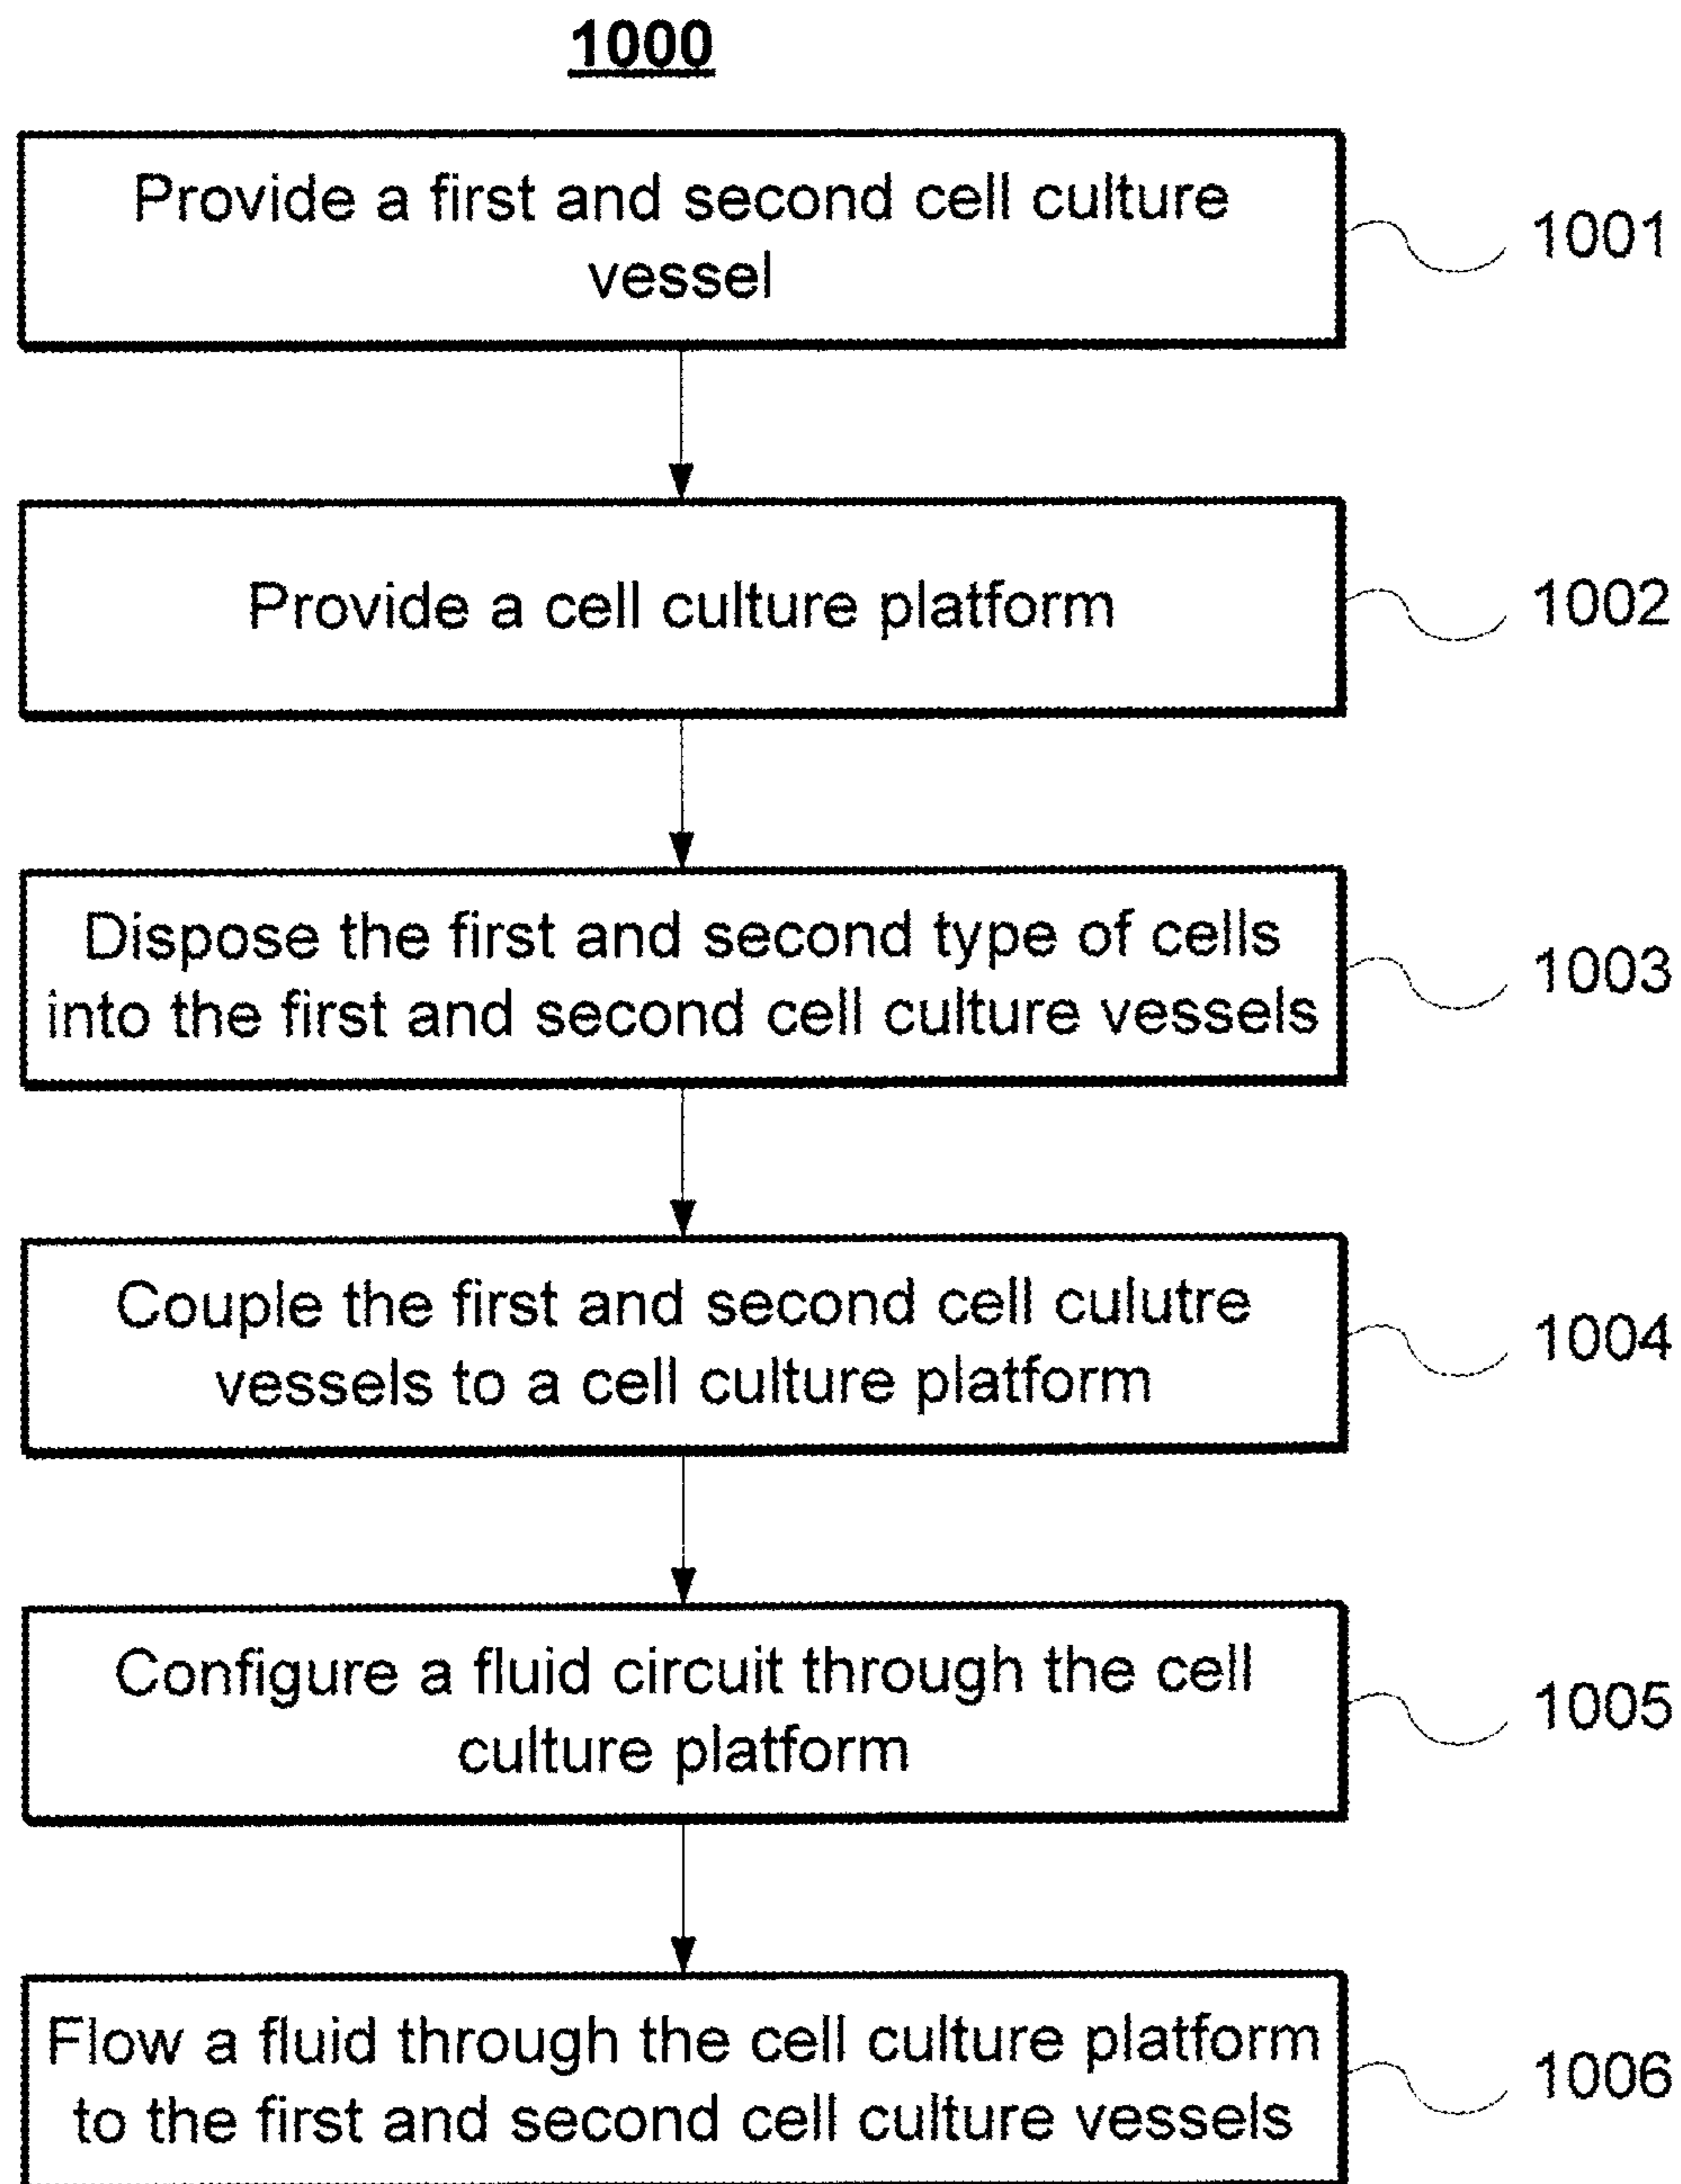 1000
Provide a first and second cell culture
vessel
1001
Provide a cell culture platform
1002
Dispose the first and second type of cells
into the first and second cell culture vessels
1003
Couple the first and second cell culutre
vessels to a cell culture platform
1004
Configure a fluid circuit through the cell
culture platform
1005
Flow a fluid through the cell culture platform
to the first and second cell culture vessels
1006